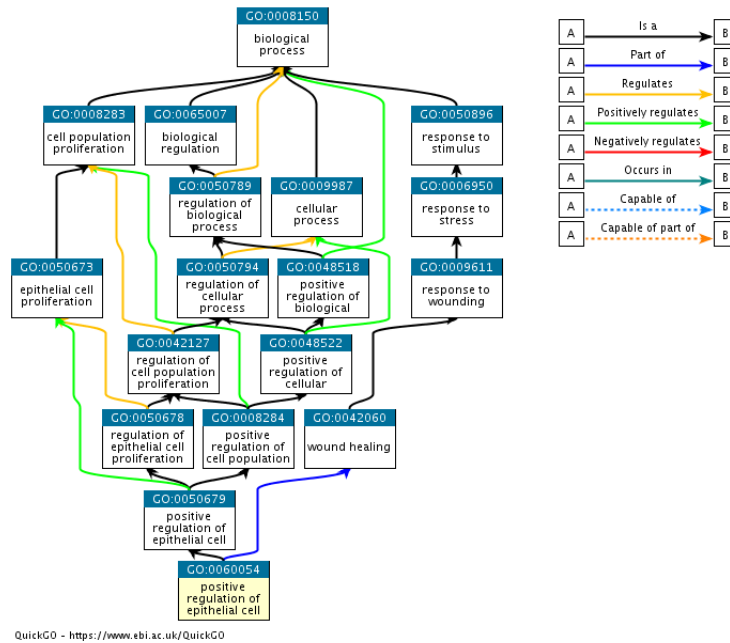 GO:0008150
biological
process
GO:0008283
cell population
proliferation
GO:0065007
biological
regulation
GO:0050896
response to
stimulus
GO:0050789
regulation of
biological
process
GO:0009987
cellular
process
GO:0006950
response to
stress
GO:0050673
epithelial cell
proliferation
GO:0050794
regulation of
cellular
process
GO:0048518
positive
regulation of
biological
GO:0009611
response to
wounding
GO:0042127
regulation of
cell population
proliferation
GO:0048522
positive
regulation of
cellular
GO:0050678
regulation of
epithelial cell
proliferation
GO:0008284
positive
regulation of
cell population
GO:0042060
wound healing
GO:0050679
positive
regulation of
epithelial cell
GO:0060054
positive
regulation of
epithelial cell
A Is a B
A Part of B
A Regulates B
A Positively regulates B
A Negatively regulates B
A Occurs in B
A Capable of B
A Capable of part of B
QuickGO - https://www.ebi.ac.uk/QuickGO